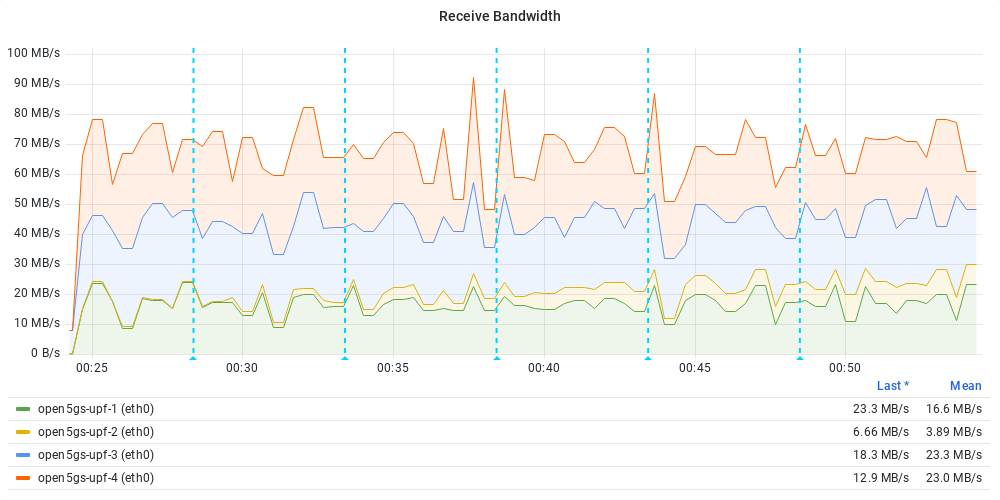 Receive Bandwidth
100 MB/s
90 MB/s
80 MB/s
70 MB/s
60 MB/s
50 MB/s
40 MB/s
30 MB/s
20 MB/s
10 MB/s
0 B/s
00:25 00:30 00:35 00:40 00:45 00:50
Last * Mean
open5gs-upf-1 (eth0) 23.3 MB/s 16.6 MB/s
open5gs-upf-2 (eth0) 6.66 MB/s 3.89 MB/s
open5gs-upf-3 (eth0) 18.3 MB/s 23.3 MB/s
open5gs-upf-4 (eth0) 12.9 MB/s 23.0 MB/s